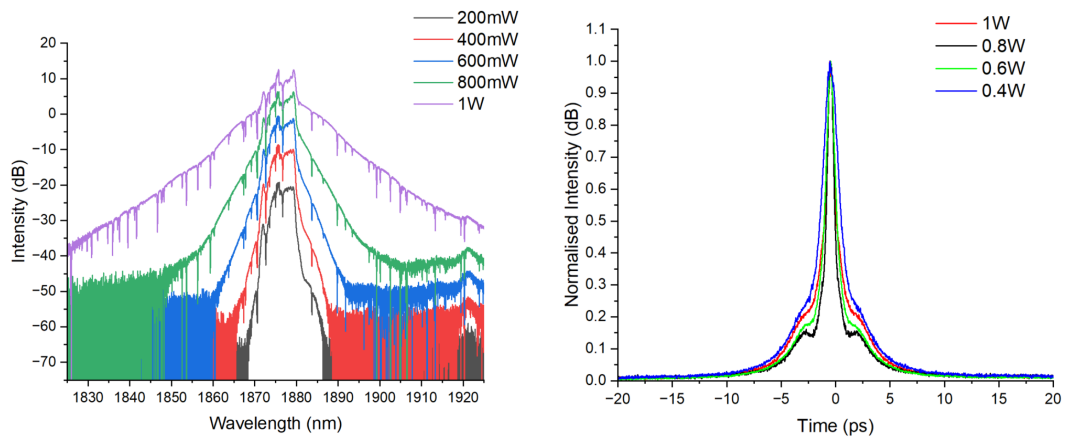 200mW
400mW
600mW
800mW
1W
20
10
0
−10
−20
−30
−40
−50
−60
−70
Intensity (dB)
1830 1840 1850 1860 1870 1880 1890 1900 1910 1920
Wavelength (nm)
1W
0.8W
0.6W
0.4W
1.1
1.0
0.9
0.8
0.7
0.6
0.5
0.4
0.3
0.2
0.1
0.0
Normalised Intensity (dB)
−20 −15 −10 −5 0 5 10 15 20
Time (ps)